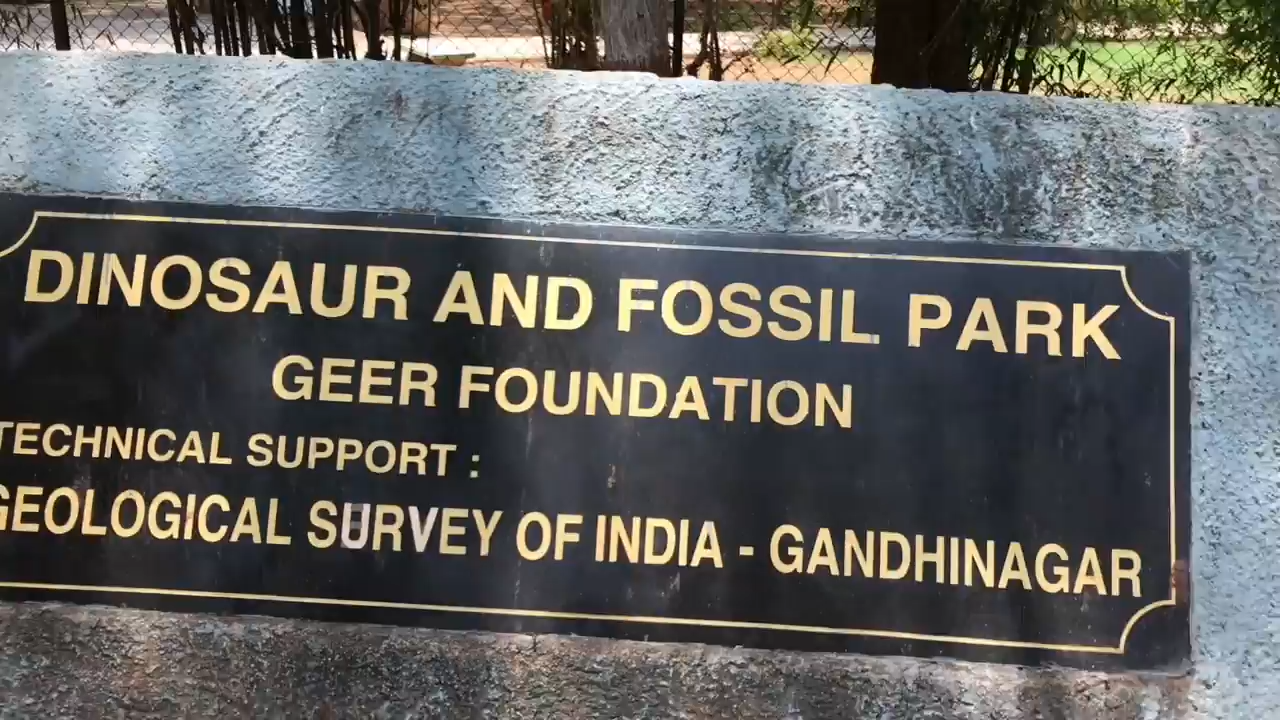 DINOSAUR AND FOSSIL PARK
GEER FOUNDATION
TECHNICAL SUPPORT :
GEOLOGICAL SURVEY OF INDIA - GANDHINAGAR